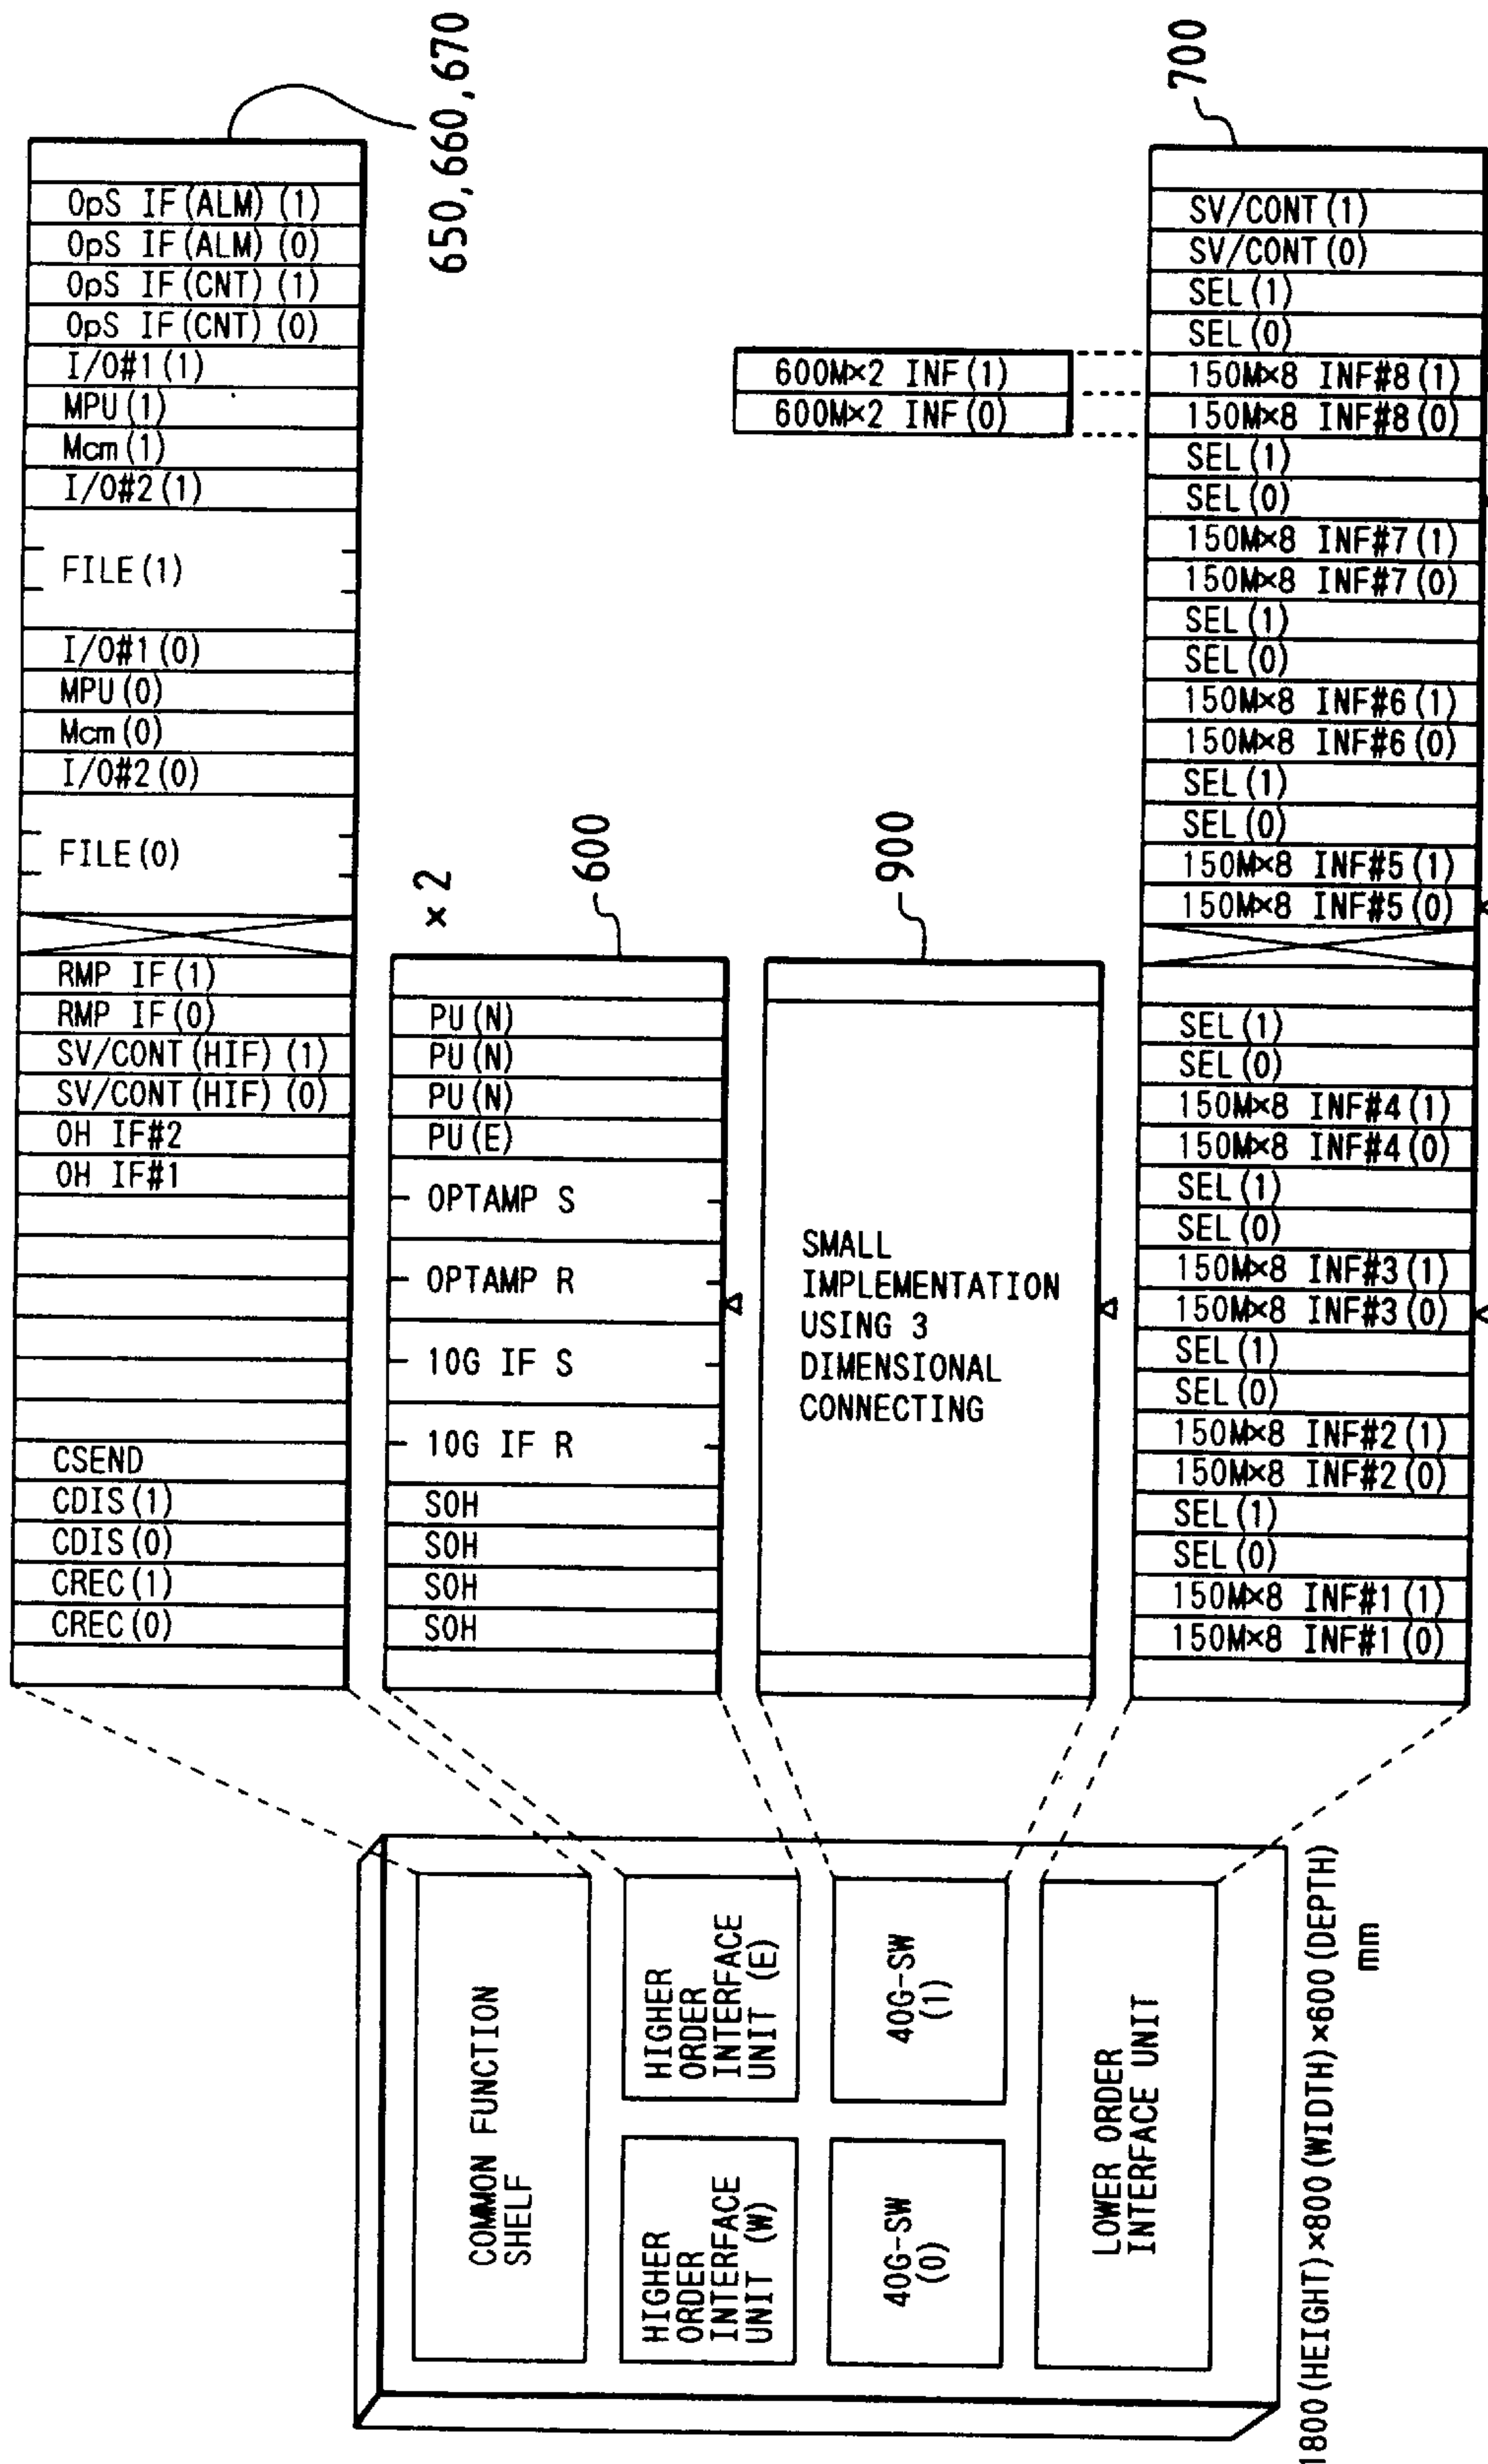 OpS IF(ALM)(1)
OpS IF(ALM)(0)
OpS IF(CNT)(1)
OpS IF(CNT)(0)
I/O#1(1)
MPU(1)
Mcm(1)
I/O#2(1)
FILE(1)
I/O#1(0)
MPU(0)
Mcm(0)
I/O#2(0)
FILE(0)
RMP IF(1)
RMP IF(0)
SV/CONT(HIF)(1)
SV/CONT(HIF)(0)
OH IF#2
OH IF#1
CSEND
CDIS(1)
CDIS(0)
CREC(1)
CREC(0)
650,660,670
×2
600
PU(N)
PU(N)
PU(N)
PU(E)
OPTAMP S
OPTAMP R
10G IF S
10G IF R
SOH
SOH
SOH
SOH
900
SMALL
IMPLEMENTATION
USING 3
DIMENSIONAL
CONNECTING
600M×2 INF(1)
600M×2 INF(0)
700
SV/CONT(1)
SV/CONT(0)
SEL(1)
SEL(0)
150M×8 INF#8(1)
150M×8 INF#8(0)
SEL(1)
SEL(0)
150M×8 INF#7(1)
150M×8 INF#7(0)
SEL(1)
SEL(0)
150M×8 INF#6(1)
150M×8 INF#6(0)
SEL(1)
SEL(0)
150M×8 INF#5(1)
150M×8 INF#5(0)
SEL(1)
SEL(0)
150M×8 INF#4(1)
150M×8 INF#4(0)
SEL(1)
SEL(0)
150M×8 INF#3(1)
150M×8 INF#3(0)
SEL(1)
SEL(0)
150M×8 INF#2(1)
150M×8 INF#2(0)
SEL(1)
SEL(0)
150M×8 INF#1(1)
150M×8 INF#1(0)
COMMON FUNCTION
SHELF
HIGHER
ORDER
INTERFACE
UNIT (W)
HIGHER
ORDER
INTERFACE
UNIT (E)
40G-SW
(0)
40G-SW
(1)
LOWER ORDER
INTERFACE UNIT
1800(HEIGHT)×800(WIDTH)×600(DEPTH)
mm